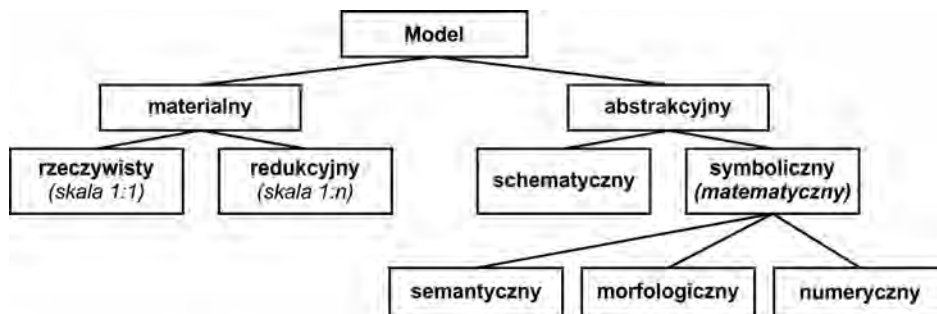 Model
materialny
abstrakcyjny
rzeczywisty
(skala 1:1)
redukcyjny
(skala 1:n)
schematyczny
symboliczny
(matematyczny)
semantyczny
morfologiczny
numeryczny